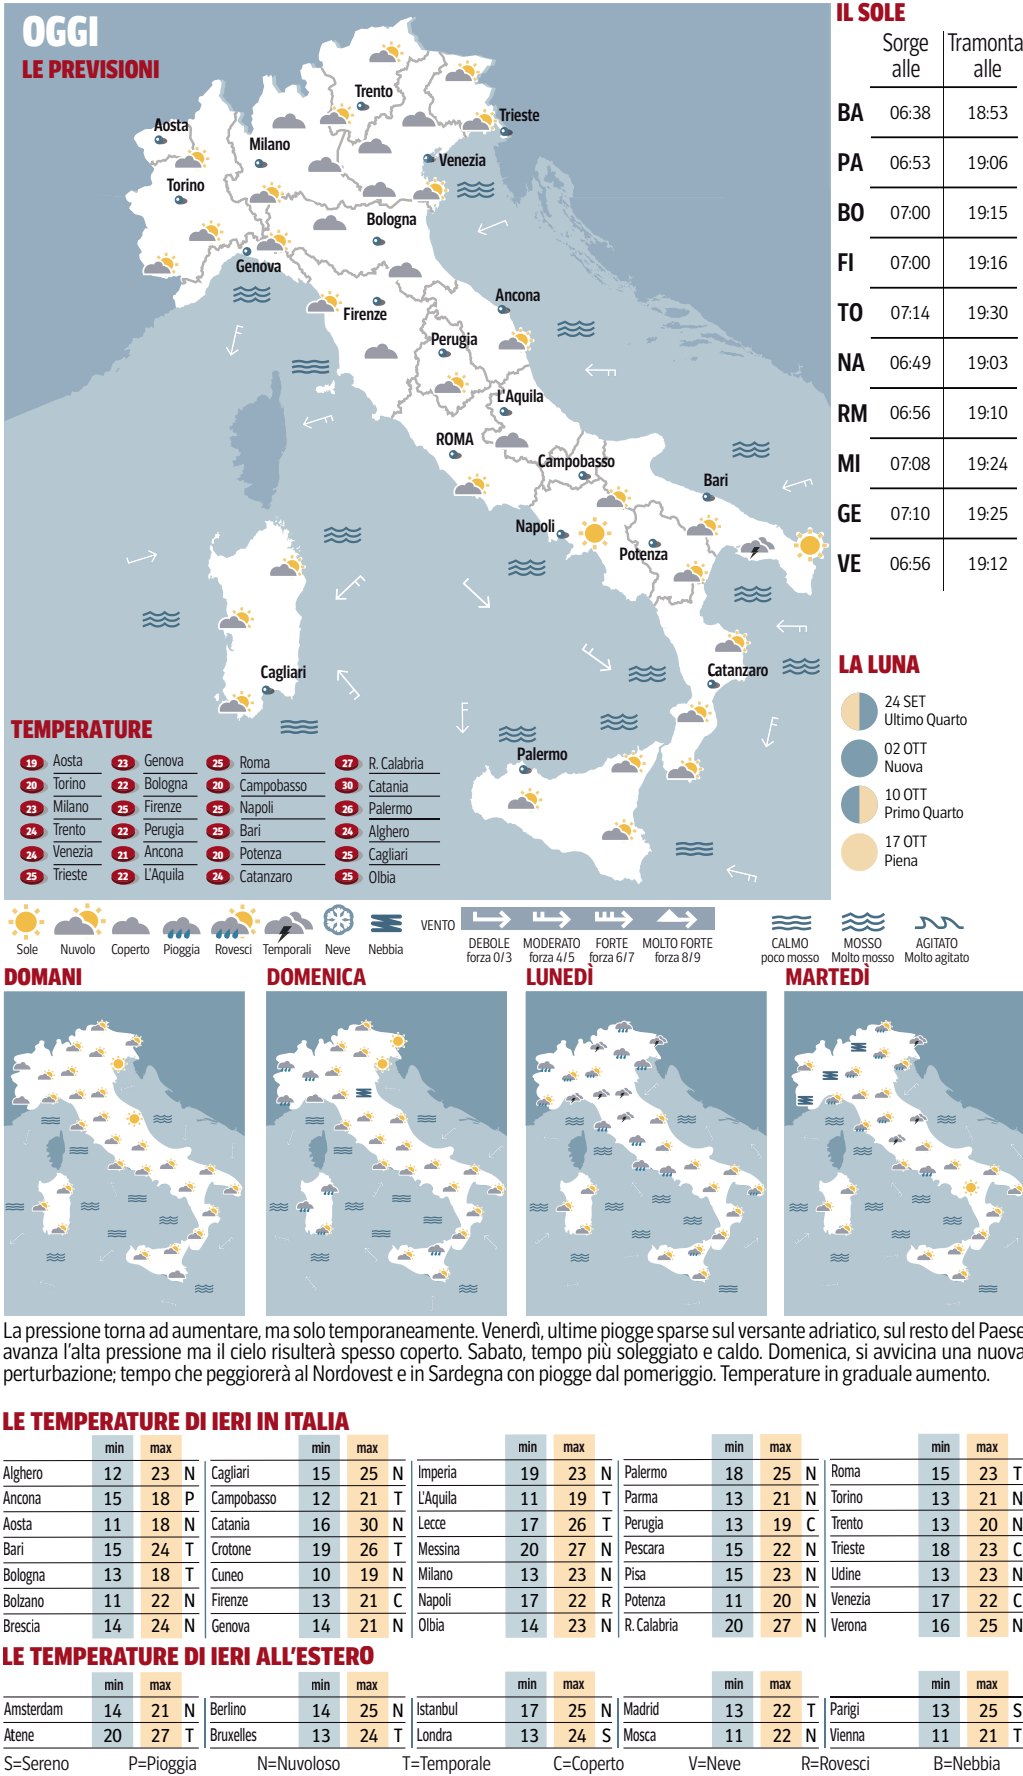 OGGI
LE PREVISIONI
Trento
Trieste
Aosta
Milano
Venezia
Torino
Bologna
Genova
Firenze
Ancona
Perugia
L'Aquila
ROMA
Campobasso
Bari
Napoli
Potenza
Cagliari
Catanzaro
Palermo
TEMPERATURE
19 Aosta 23 Genova 25 Roma 27 R. Calabria
20 Torino 22 Bologna 20 Campobasso 30 Catania
23 Milano 25 Firenze 25 Napoli 26 Palermo
24 Trento 22 Perugia 25 Bari 24 Alghero
24 Venezia 21 Ancona 20 Potenza 25 Cagliari
25 Trieste 22 L'Aquila 24 Catanzaro 25 Olbia
IL SOLE
Sorge alle Tramonta alle
BA 06:38 18:53
PA 06:53 19:06
BO 07:00 19:15
FI 07:00 19:16
TO 07:14 19:30
NA 06:49 19:03
RM 06:56 19:10
MI 07:08 19:24
GE 07:10 19:25
VE 06:56 19:12
LA LUNA
24 SET
Ultimo Quarto
02 OTT
Nuova
10 OTT
Primo Quarto
17 OTT
Piena
Sole Nuvolo Coperto Pioggia Rovesci Temporali Neve Nebbia
VENTO
DEBOLE MODERATO FORTE MOLTO FORTE
forza 0/3 forza 4/5 forza 6/7 forza 8/9
CALMO MOSSO AGITATO
poco mosso Molto mosso Molto agitato
DOMANI DOMENICA LUNEDÌ MARTEDÌ
La pressione torna ad aumentare, ma solo temporaneamente. Venerdì, ultime piogge sparse sul versante adriatico, sul resto del Paese
avanza l'alta pressione ma il cielo risulterà spesso coperto. Sabato, tempo più soleggiato e caldo. Domenica, si avvicina una nuova
perturbazione; tempo che peggiorerà al Nordovest e in Sardegna con piogge dal pomeriggio. Temperature in graduale aumento.
LE TEMPERATURE DI IERI IN ITALIA
min max min max min max min max min max
Alghero 12 23 N Cagliari 15 25 N Imperia 19 23 N Palermo 18 25 N Roma 15 23 T
Ancona 15 18 P Campobasso 12 21 T L'Aquila 11 19 T Parma 13 21 N Torino 13 21 N
Aosta 11 18 N Catania 16 30 N Lecce 17 26 T Perugia 13 19 C Trento 13 20 N
Bari 15 24 T Crotone 19 26 T Messina 20 27 N Pescara 15 22 N Trieste 18 23 C
Bologna 13 18 T Cuneo 10 19 N Milano 13 23 N Pisa 15 23 N Udine 13 23 N
Bolzano 11 22 N Firenze 13 21 C Napoli 17 22 R Potenza 11 20 N Venezia 17 22 C
Brescia 14 24 N Genova 14 21 N Olbia 14 23 N R. Calabria 20 27 N Verona 16 25 N
LE TEMPERATURE DI IERI ALL'ESTERO
min max min max min max min max min max
Amsterdam 14 21 N Berlino 14 25 N Istanbul 17 25 N Madrid 13 22 T Parigi 13 25 S
Atene 20 27 T Bruxelles 13 24 T Londra 13 24 S Mosca 11 22 N Vienna 11 21 T
S=Sereno P=Pioggia N=Nuvoloso T=Temporale C=Coperto V=Neve R=Rovesci B=Nebbia